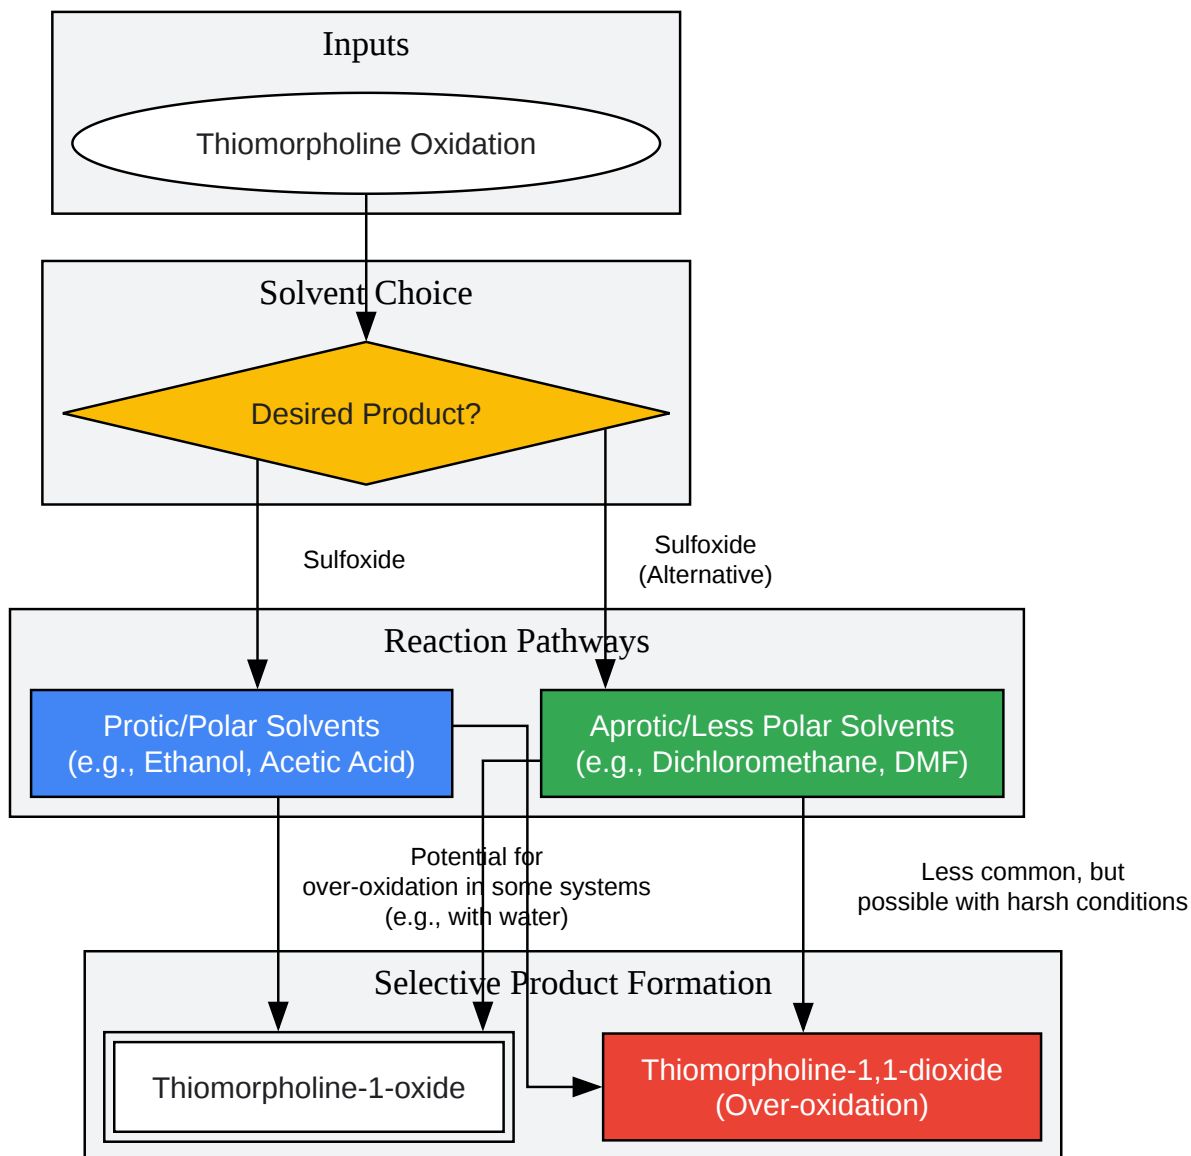 Inputs
Thiomorpholine Oxidation
Solvent Choice
Desired Product?
Sulfoxide
Sulfoxide
(Alternative)
Reaction Pathways
Protic/Polar Solvents
(e.g., Ethanol, Acetic Acid)
Aprotic/Less Polar Solvents
(e.g., Dichloromethane, DMF)
Potential for
over-oxidation in some systems
(e.g., with water)
Less common, but
possible with harsh conditions
Selective Product Formation
Thiomorpholine-1-oxide
Thiomorpholine-1,1-dioxide
(Over-oxidation)